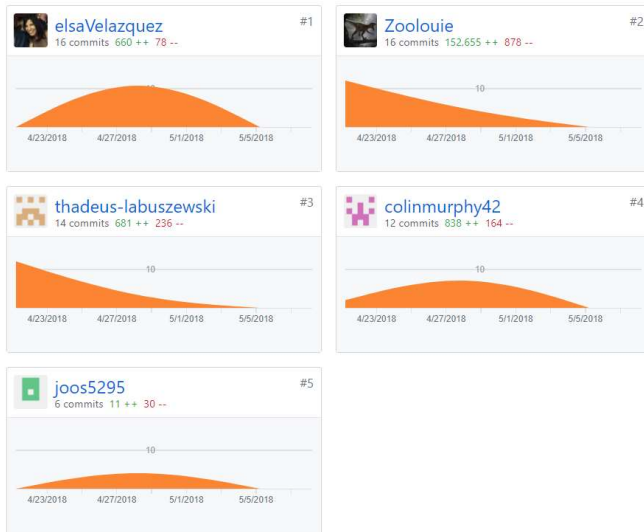 elsaVelazquez #1
16 commits 660 ++ 78 --
10
4/23/2018 4/27/2018 5/1/2018 5/5/2018
Zoolouie #2
16 commits 152,655 ++ 878 --
10
4/23/2018 4/27/2018 5/1/2018 5/5/2018
thadeus-labuszewski #3
14 commits 681 ++ 236 --
10
4/23/2018 4/27/2018 5/1/2018 5/5/2018
colinmurphy42 #4
12 commits 838 ++ 164 --
10
4/23/2018 4/27/2018 5/1/2018 5/5/2018
joos5295 #5
6 commits 11 ++ 30 --
10
4/23/2018 4/27/2018 5/1/2018 5/5/2018